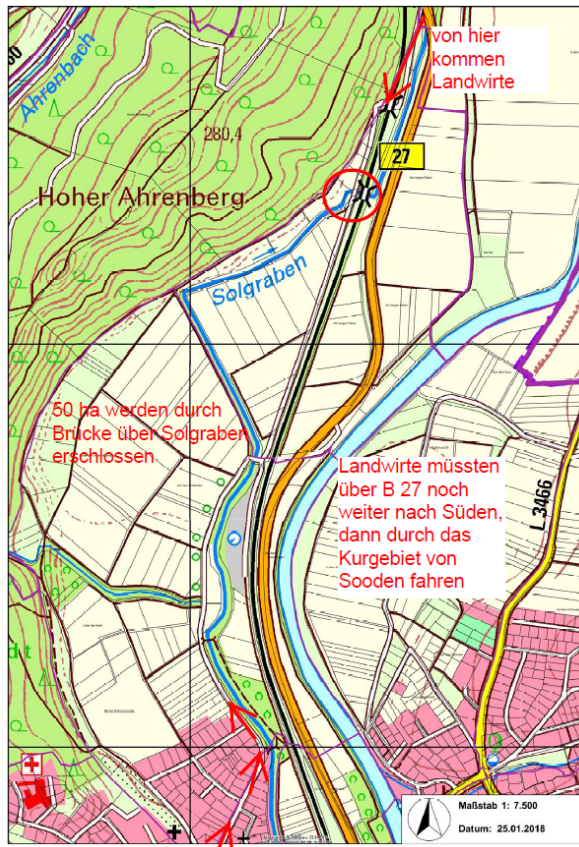 von hier
kommen
Landwirte
60
Ahrenbach
280,4
27
Hoher Ahrenberg
Solgraben
50 ha werden durch
Brücke über Solgraben
erschlossen.
Landwirte müssten
über B 27 noch
weiter nach Süden,
dann durch das
Kurgebiet von
Sooden fahren
L 3466
d t
Maßstab 1: 7.500
Datum: 25.01.2018